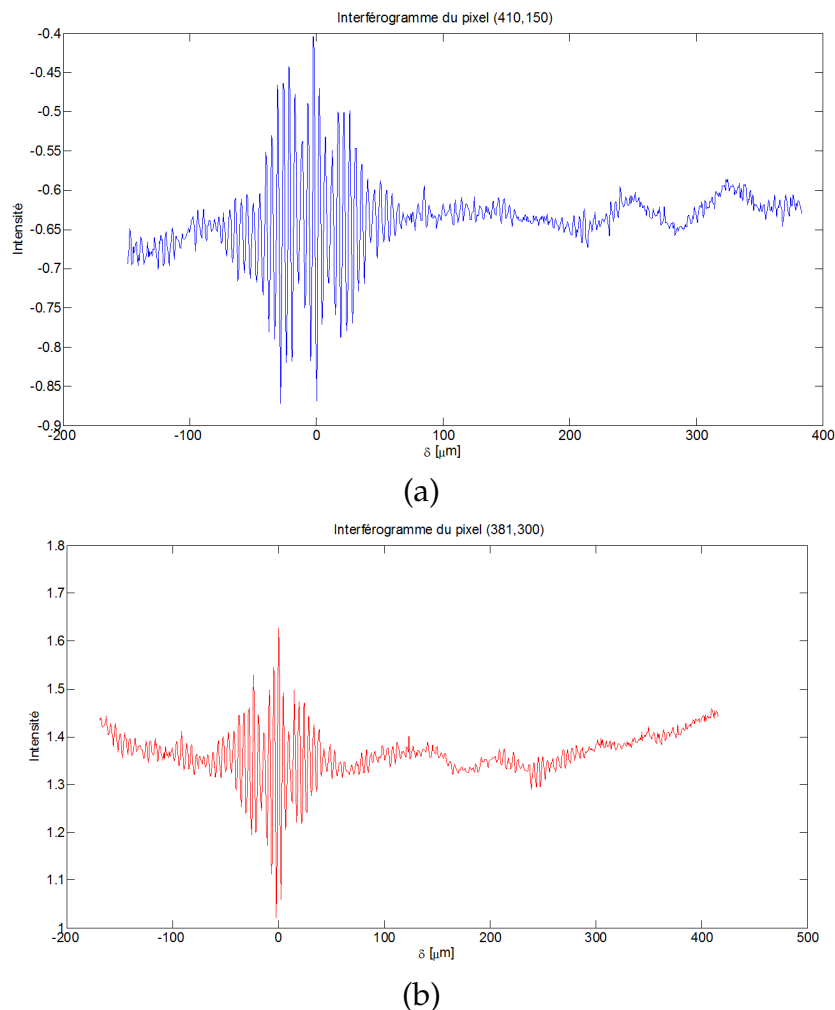 Interférogramme du pixel (410,150)
-0.4
-0.45
-0.5
-0.55
-0.6
-0.65
-0.7
-0.75
-0.8
-0.85
-0.9
Intensité
-200 -100 0 100 200 300 400
δ [μm]
(a)
Interférogramme du pixel (381,300)
1.8
1.7
1.6
1.5
1.4
1.3
1.2
1.1
1
Intensité
-200 -100 0 100 200 300 400 500
δ [μm]
(b)